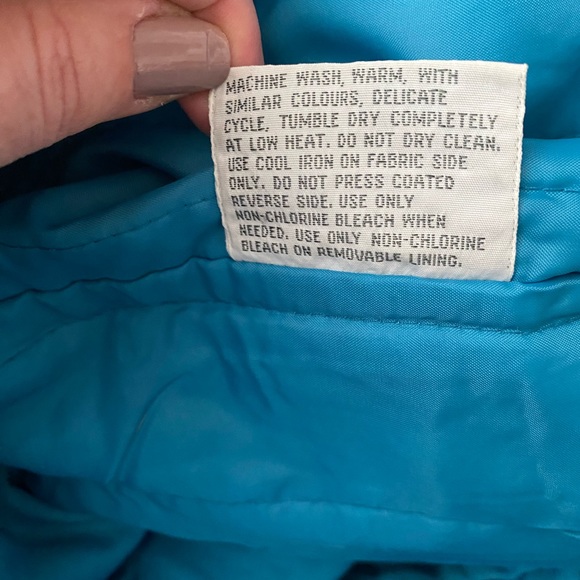 MACHINE WASH, WARM, WITH
SIMILAR COLOURS, DELICATE
CYCLE, TUMBLE DRY COMPLETELY
AT LOW HEAT. DO NOT DRY CLEAN.
USE COOL IRON ON FABRIC SIDE
ONLY. DO NOT PRESS COATED
REVERSE SIDE. USE ONLY
NON-CHLORINE BLEACH WHEN
NEEDED. USE ONLY NON-CHLORINE
BLEACH ON REMOVABLE LINING.